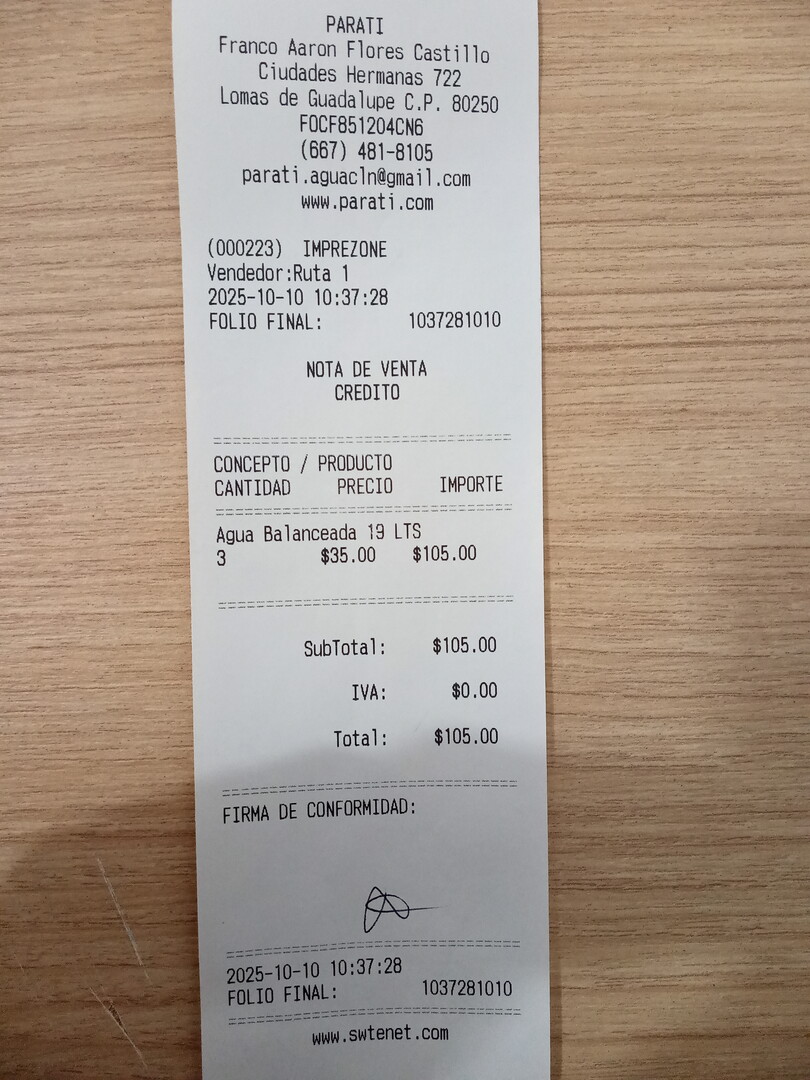 PARATI
Franco Aaron Flores Castillo
Ciudades Hermanas 722
Lomas de Guadalupe C.P. 80250
FOCF851204CN6
(667) 481-8105
parati.aguacln@gmail.com
www.parati.com
(000223) IMPREZONE
Vendedor:Ruta 1
2025-10-10 10:37:28
FOLIO FINAL: 1037281010
NOTA DE VENTA
CREDITO
CONCEPTO / PRODUCTO
CANTIDAD PRECIO IMPORTE
Agua Balanceada 19 LTS
3 $35.00 $105.00
SubTotal: $105.00
IVA: $0.00
Total: $105.00
FIRMA DE CONFORMIDAD:
2025-10-10 10:37:28
FOLIO FINAL: 1037281010
www.swtenet.com